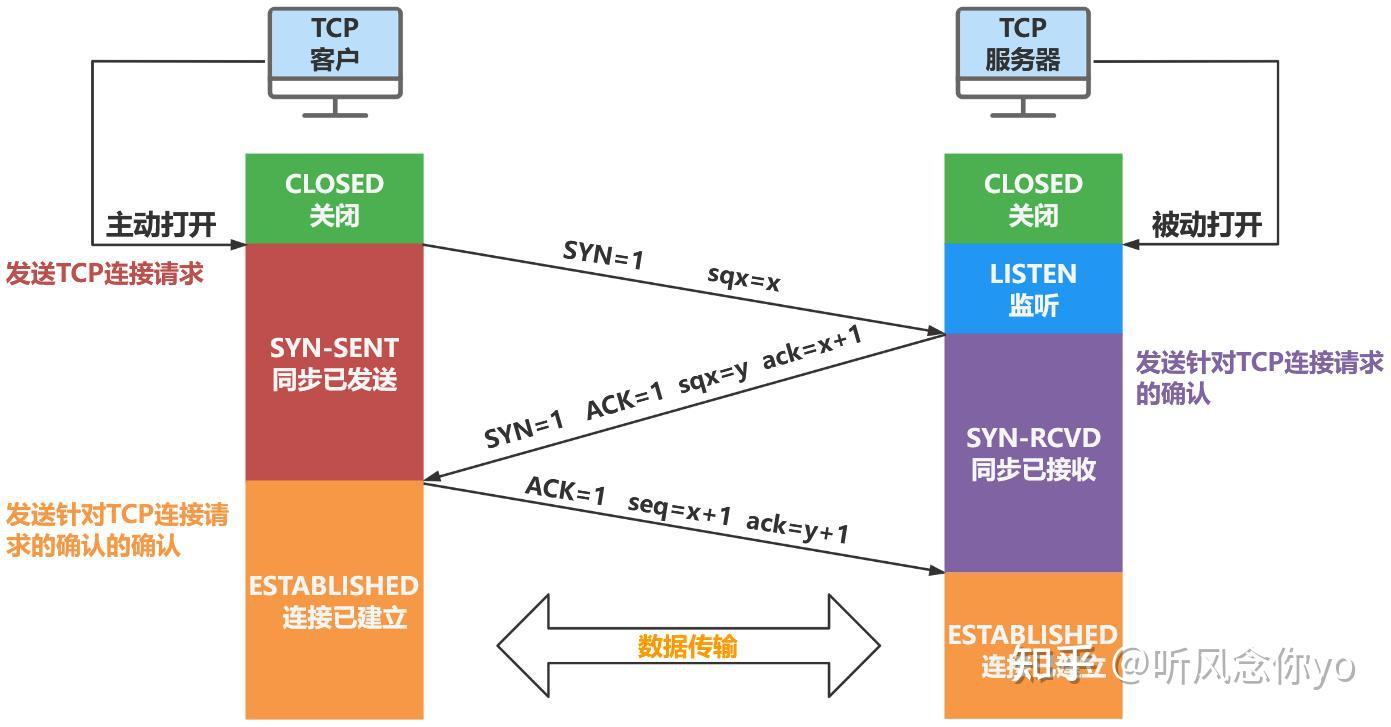 TCP
客户
TCP
服务器
CLOSED
关闭
CLOSED
关闭
主动打开
被动打开
发送TCP连接请求
SYN=1 sqx=x
LISTEN
监听
SYN-SENT
同步已发送
SYN=1 ACK=1 sqx=y ack=x+1
发送针对TCP连接请求
的确认
SYN-RCVD
同步已接收
ACK=1 seq=x+1 ack=y+1
发送针对TCP连接请
求的确认的确认
ESTABLISHED
连接已建立
数据传输
ESTABLISHED
连接已建立
知乎 @听风念你yo